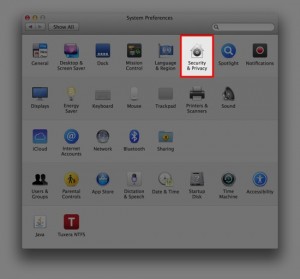 System Preferences
Show All
General
Desktop &
Screen Saver
Dock
Mission
Control
Language
& Region
Security
& Privacy
Spotlight
Notifications
Displays
Energy
Saver
Keyboard
Mouse
Trackpad
Printers &
Scanners
Sound
iCloud
Internet
Accounts
Network
Bluetooth
Sharing
Users &
Groups
Parental
Controls
App Store
Dictation
& Speech
Date & Time
Startup
Disk
Time
Machine
Accessibility
Java
Tuxera NTFS